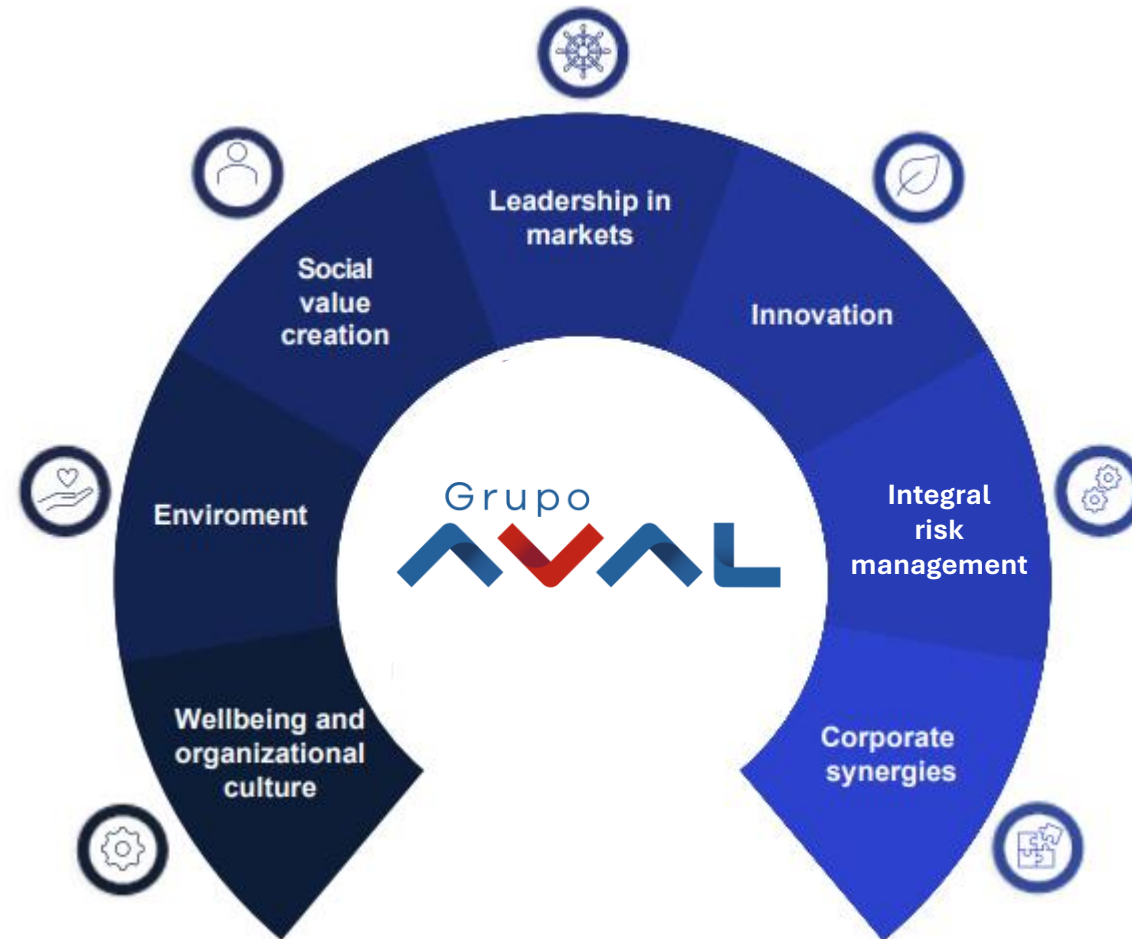 Leadership in
markets
Social
value
creation
Innovation
Enviroment
Integral
risk
management
Grupo
AVAL
Wellbeing and
organizational
culture
Corporate
synergies